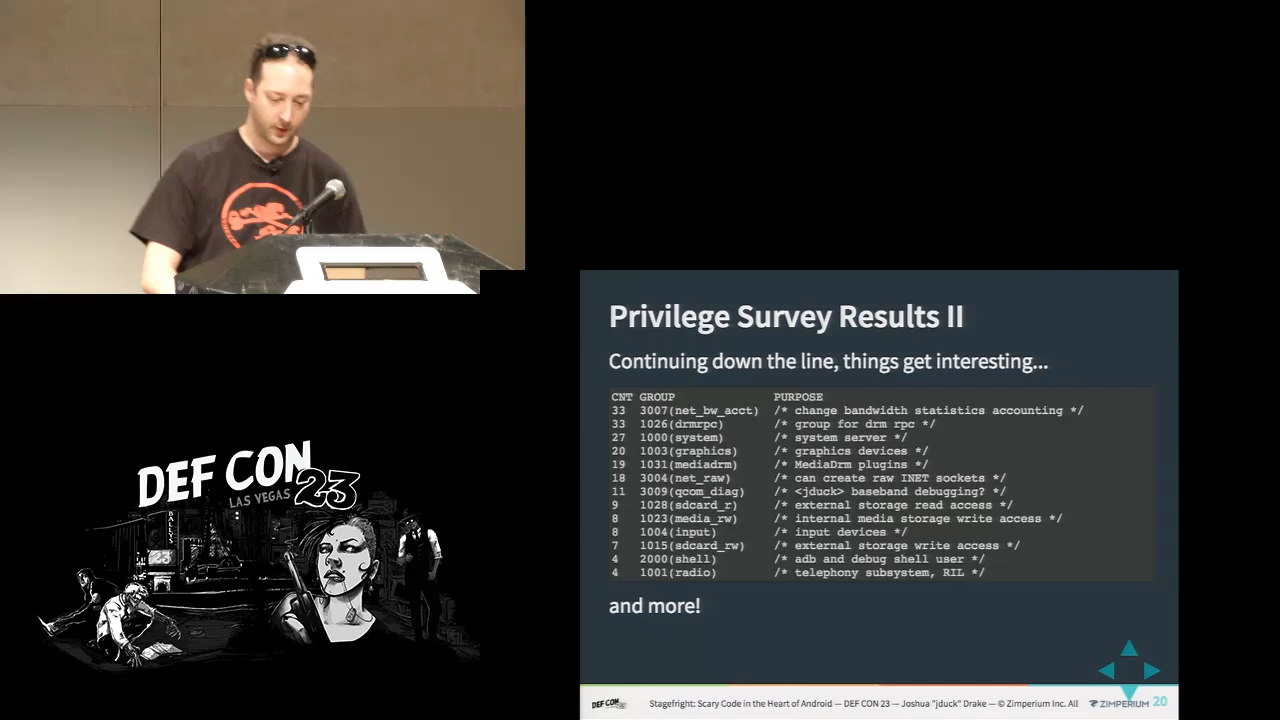 Privilege Survey Results II
Continuing down the line, things get interesting...
CNT GROUP PURPOSE
33 3007(net_bw_acct) /* change bandwidth statistics accounting */
33 1026(drmrpc) /* group for drm rpc */
27 1000(system) /* system server */
20 1003(graphics) /* graphics devices */
19 1031(mediadrm) /* MediaDrm plugins */
18 3004(net_raw) /* can create raw INET sockets */
11 3009(qcom_diag) /* <jduck> baseband debugging? */
9 1028(sdcard_r) /* external storage read access */
8 1023(media_rw) /* internal media storage write access */
8 1004(input) /* input devices */
7 1015(sdcard_rw) /* external storage write access */
4 2000(shell) /* adb and debug shell user */
4 1001(radio) /* telephony subsystem, RIL */
and more!
DEF CON Stagefright: Scary Code in the Heart of Android — DEF CON 23 — Joshua "jduck" Drake — © Zimperium Inc. All ZIMPERIUM 20
DEF CON
LAS VEGAS 23
BALLYS